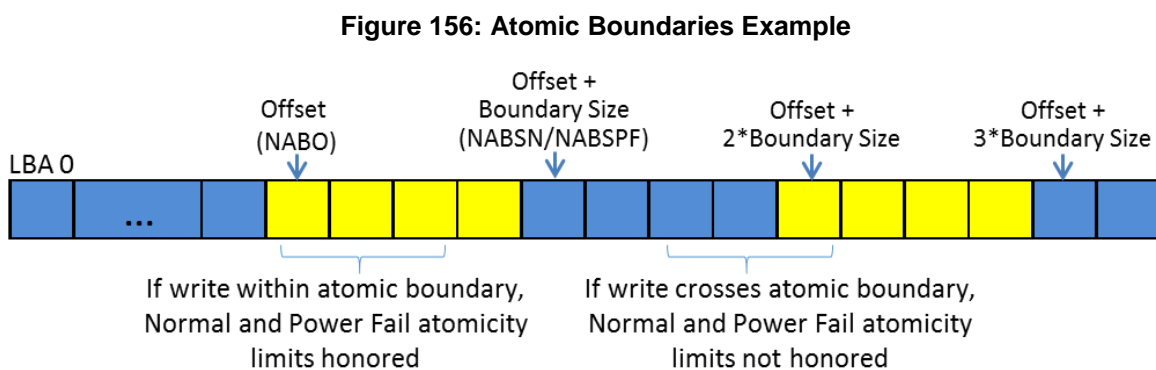 Figure 156: Atomic Boundaries Example
Offset
(NABO)
Offset +
Boundary Size
(NABSN/NABSPF)
Offset +
2*Boundary Size
Offset +
3*Boundary Size
LBA 0
...
If write within atomic boundary,
Normal and Power Fail atomicity
limits honored
If write crosses atomic boundary,
Normal and Power Fail atomicity
limits not honored